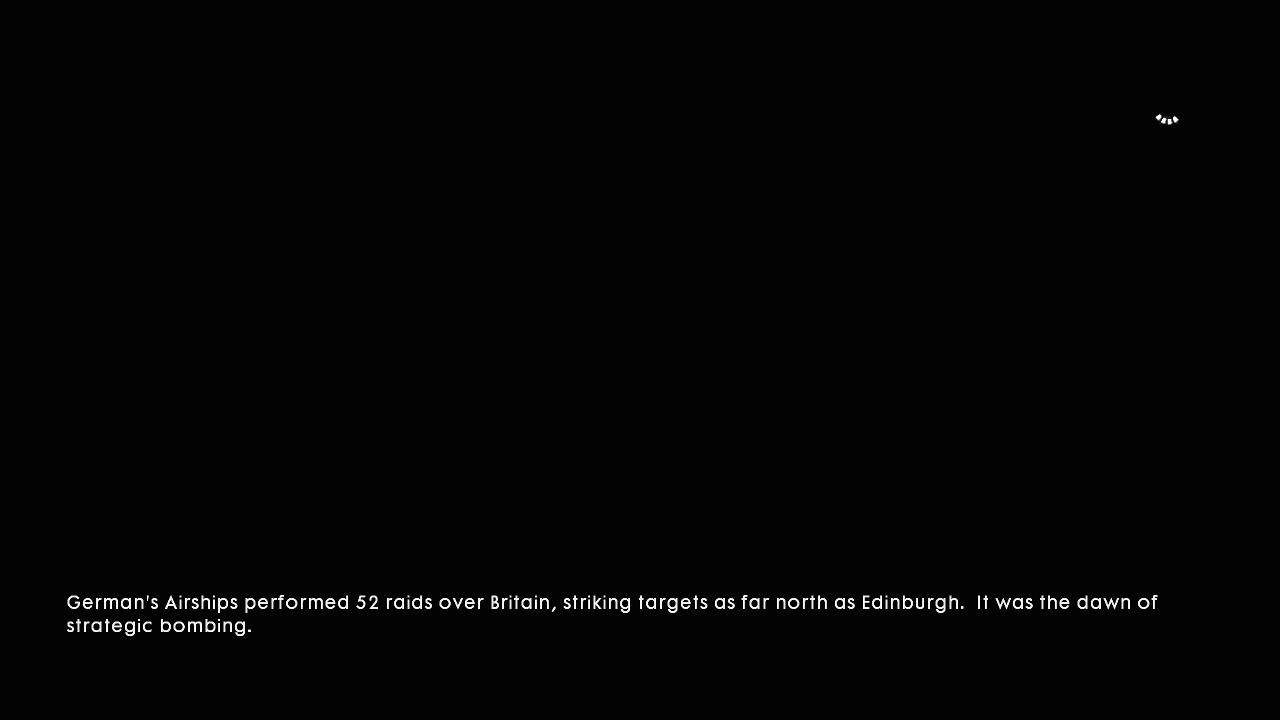 German's Airships performed 52 raids over Britain, striking targets as far north as Edinburgh.  It was the dawn of
strategic bombing.